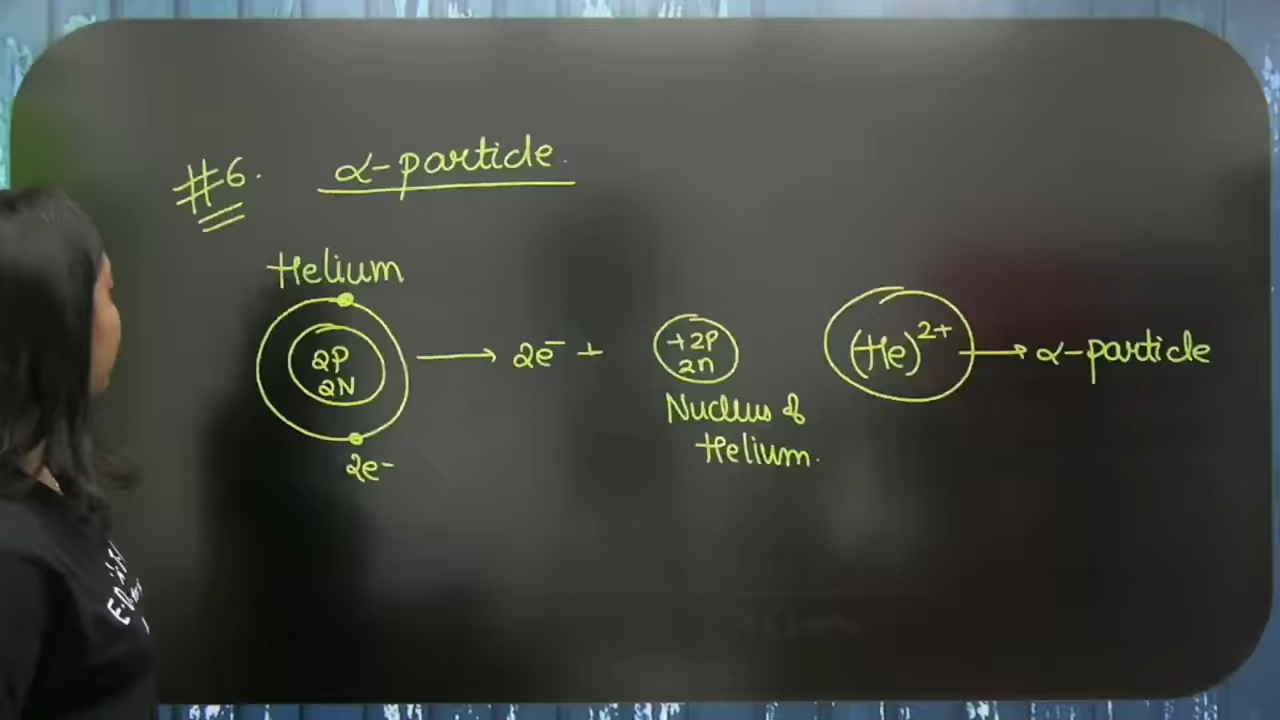 #6. α-particle.
Helium
2P
2N
2e-
→ 2e⁻ +
+2P
2n
Nucleus of
Helium.
(He)²⁺ → α-particle